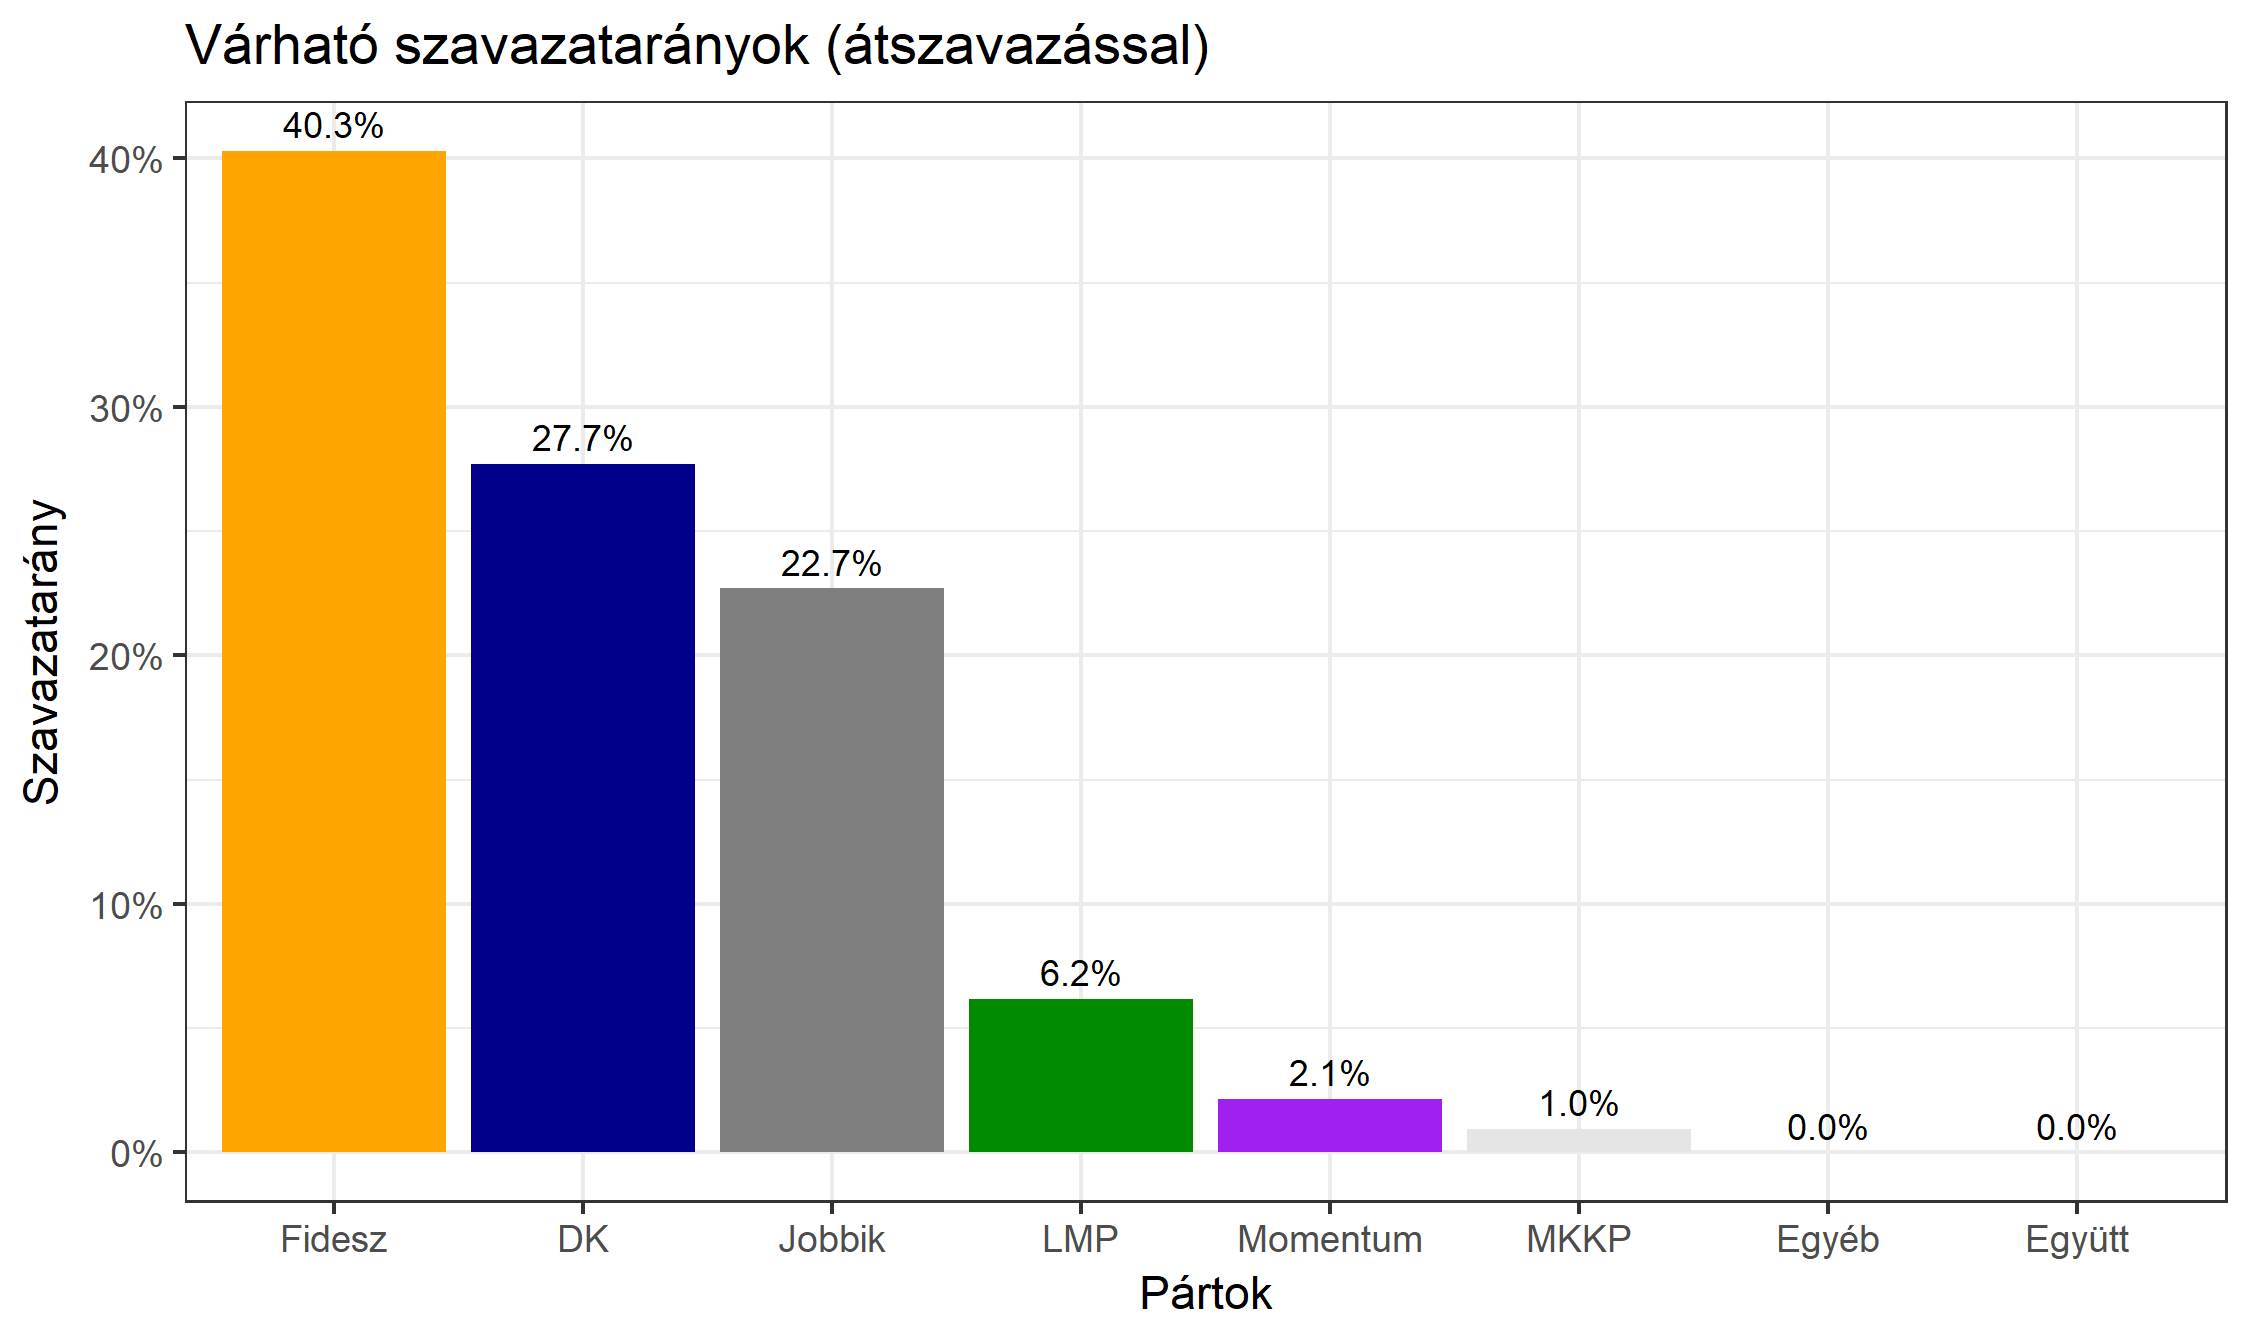 Várható szavazatarányok (átszavazással)
40.3%
27.7%
22.7%
6.2%
2.1%
1.0%
0.0%
0.0%
40%
30%
20%
10%
0%
Szavazatarány
Fidesz
DK
Jobbik
LMP
Momentum
MKKP
Egyéb
Együtt
Pártok